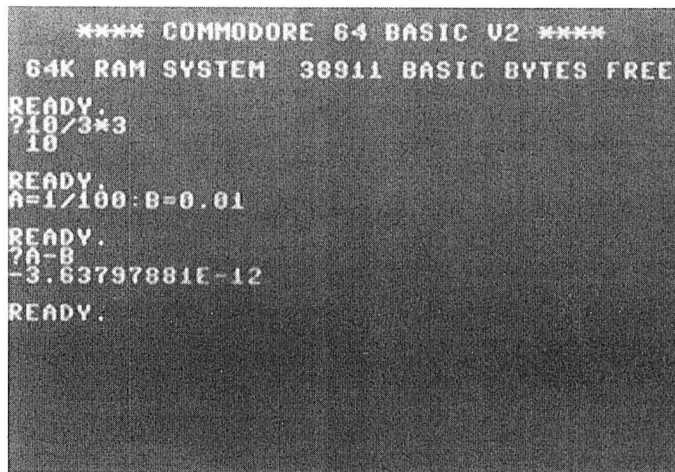 **** COMMODORE 64 BASIC V2 ****
64K RAM SYSTEM 38911 BASIC BYTES FREE
READY.
?10/3*3
10
READY.
A=1/100:B=0.01
READY.
?A-B
-3.63797881E-12
READY.